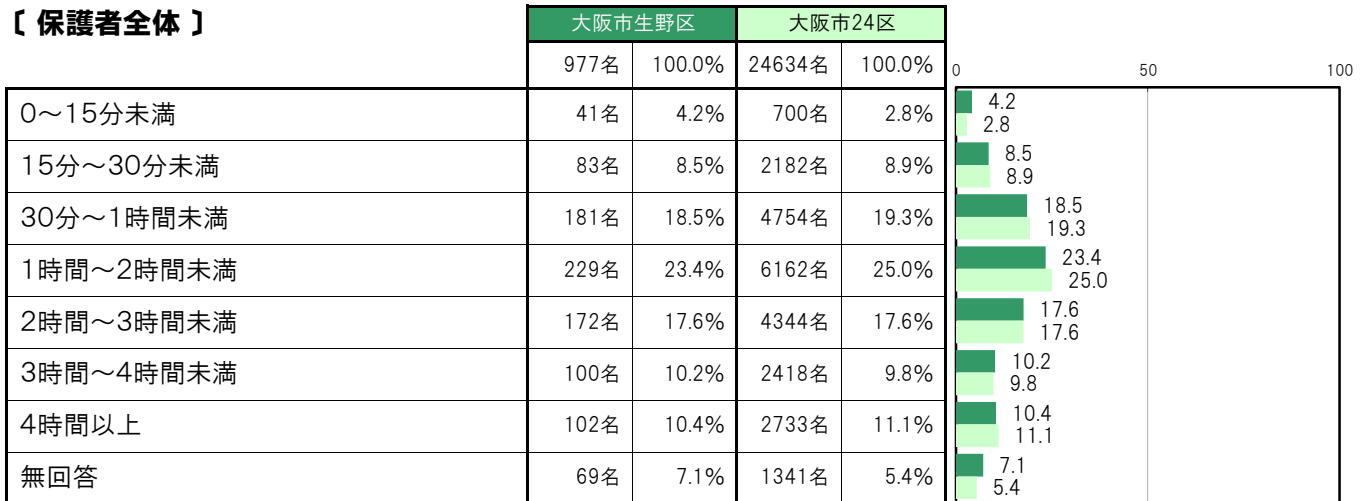 〔 保護者全体 〕
大阪市生野区 大阪市24区
977名 100.0% 24634名 100.0%
0 50 100
0～15分未満 41名 4.2% 700名 2.8%
4.2
2.8
15分～30分未満 83名 8.5% 2182名 8.9%
8.5
8.9
30分～1時間未満 181名 18.5% 4754名 19.3%
18.5
19.3
1時間～2時間未満 229名 23.4% 6162名 25.0%
23.4
25.0
2時間～3時間未満 172名 17.6% 4344名 17.6%
17.6
17.6
3時間～4時間未満 100名 10.2% 2418名 9.8%
10.2
9.8
4時間以上 102名 10.4% 2733名 11.1%
10.4
11.1
無回答 69名 7.1% 1341名 5.4%
7.1
5.4